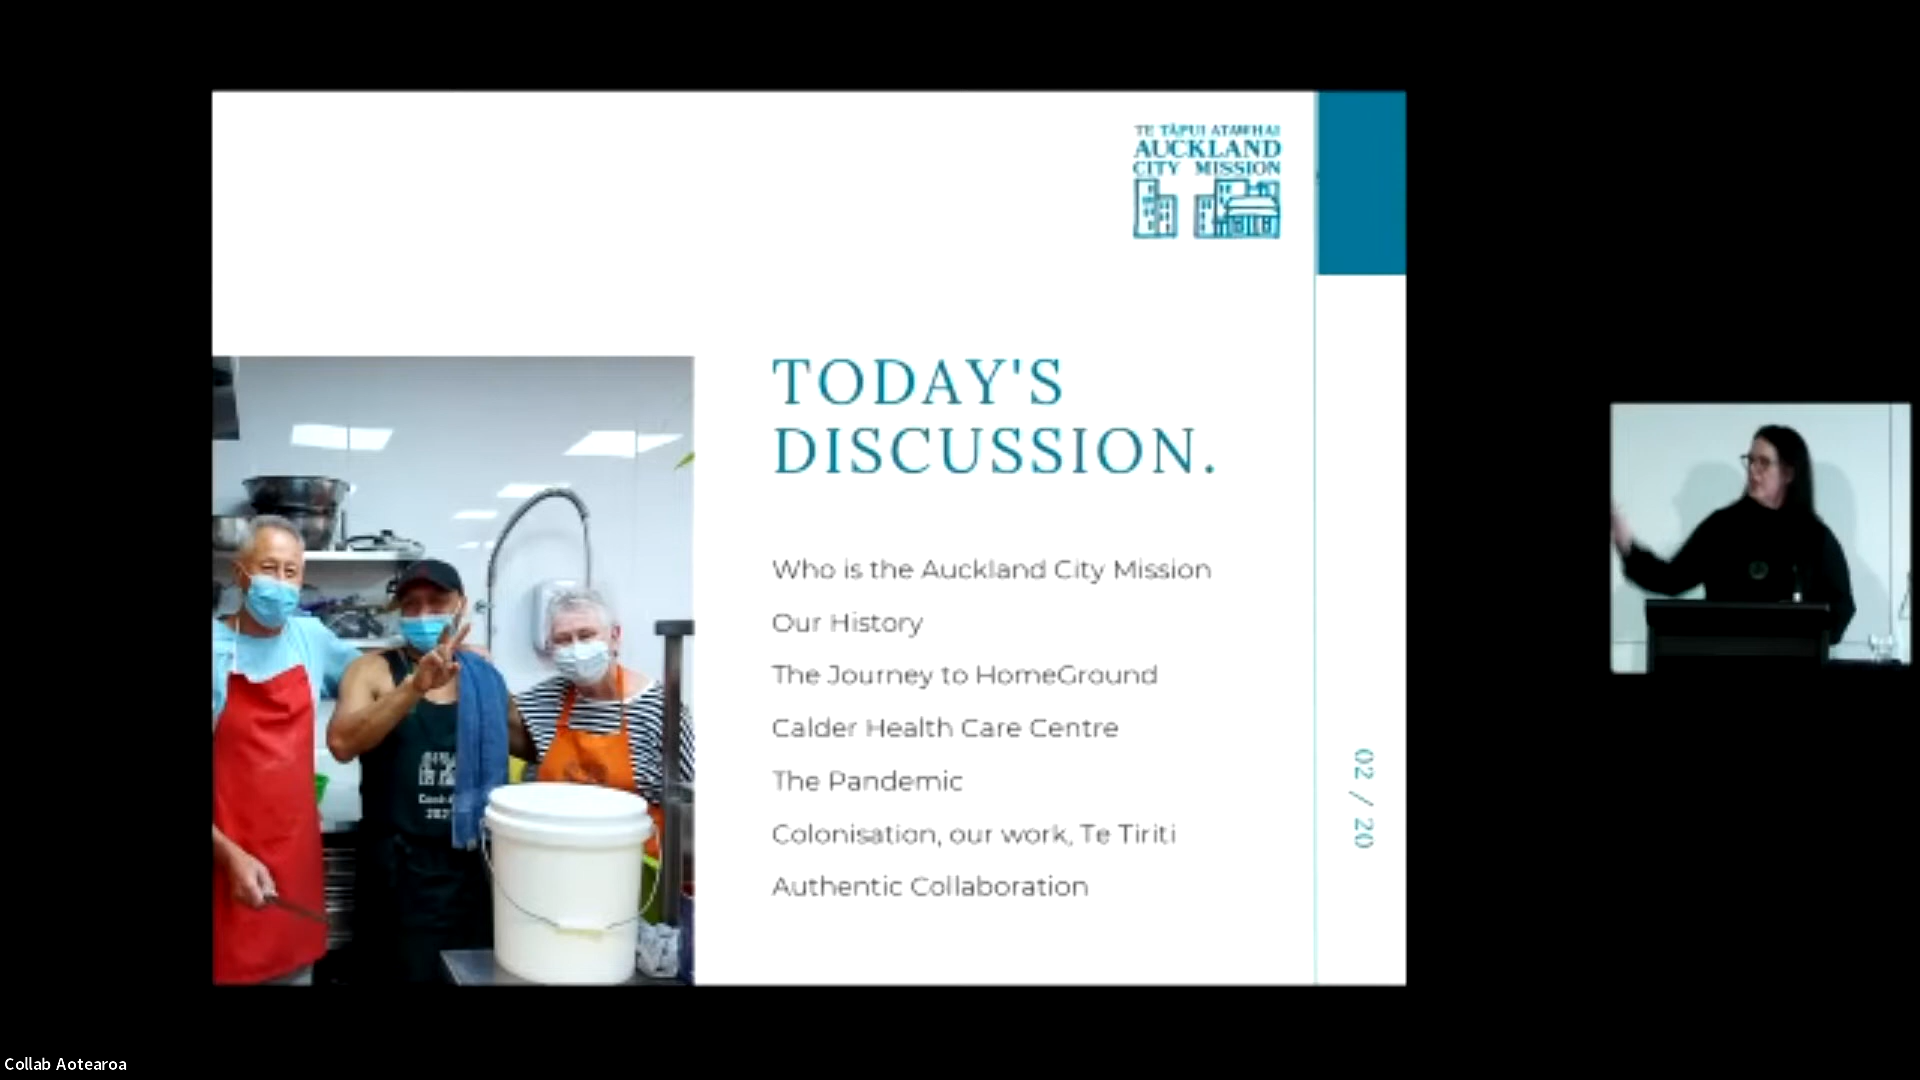 TE TĀPUI ATAWHAI
AUCKLAND
CITY MISSION
TODAY'S
DISCUSSION.
Who is the Auckland City Mission
Our History
The Journey to HomeGround
Calder Health Care Centre
The Pandemic
Colonisation, our work, Te Tiriti
Authentic Collaboration
02 / 20
Collab Aotearoa